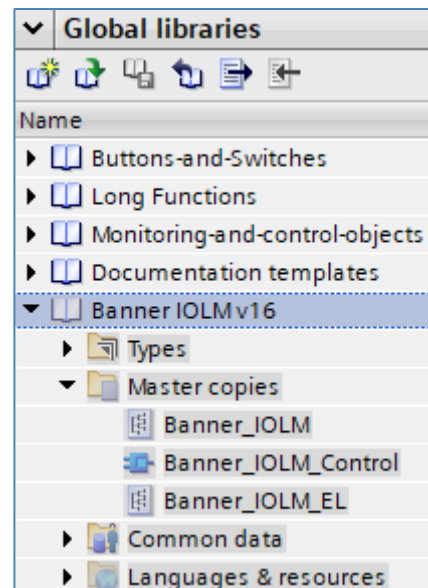 Global libraries
Name
Buttons-and-Switches
Long Functions
Monitoring-and-control-objects
Documentation templates
Banner IOLM v16
Types
Master copies
Banner_IOLM
Banner_IOLM_Control
Banner_IOLM_EL
Common data
Languages & resources